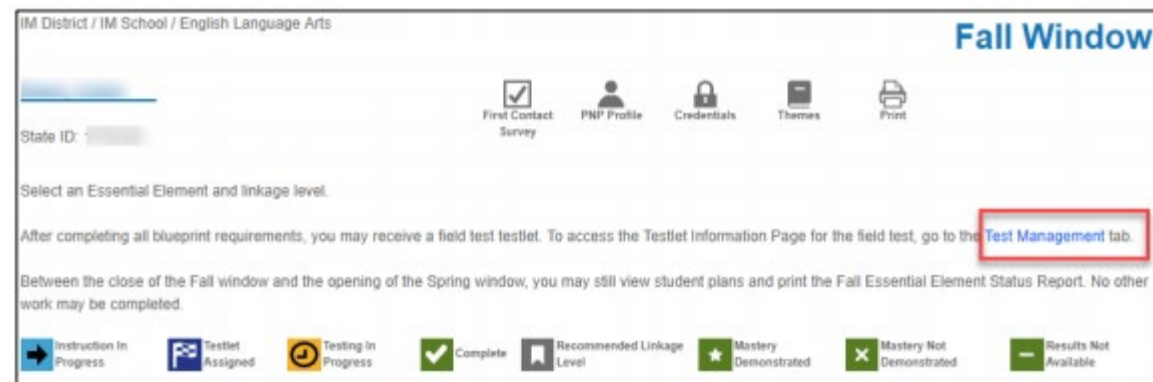 IM District / IM School / English Language Arts
Fall Window
First Contact Survey
PNP Profile
Credentials
Themes
Print
State ID:
Select an Essential Element and linkage level.
After completing all blueprint requirements, you may receive a field test testlet. To access the Testlet Information Page for the field test, go to the Test Management tab.
Between the close of the Fall window and the opening of the Spring window, you may still view student plans and print the Fall Essential Element Status Report. No other
work may be completed.
Instruction In Progress
Testlet Assigned
Testing In Progress
Complete
Recommended Linkage Level
Mastery Demonstrated
Mastery Not Demonstrated
Results Not Available